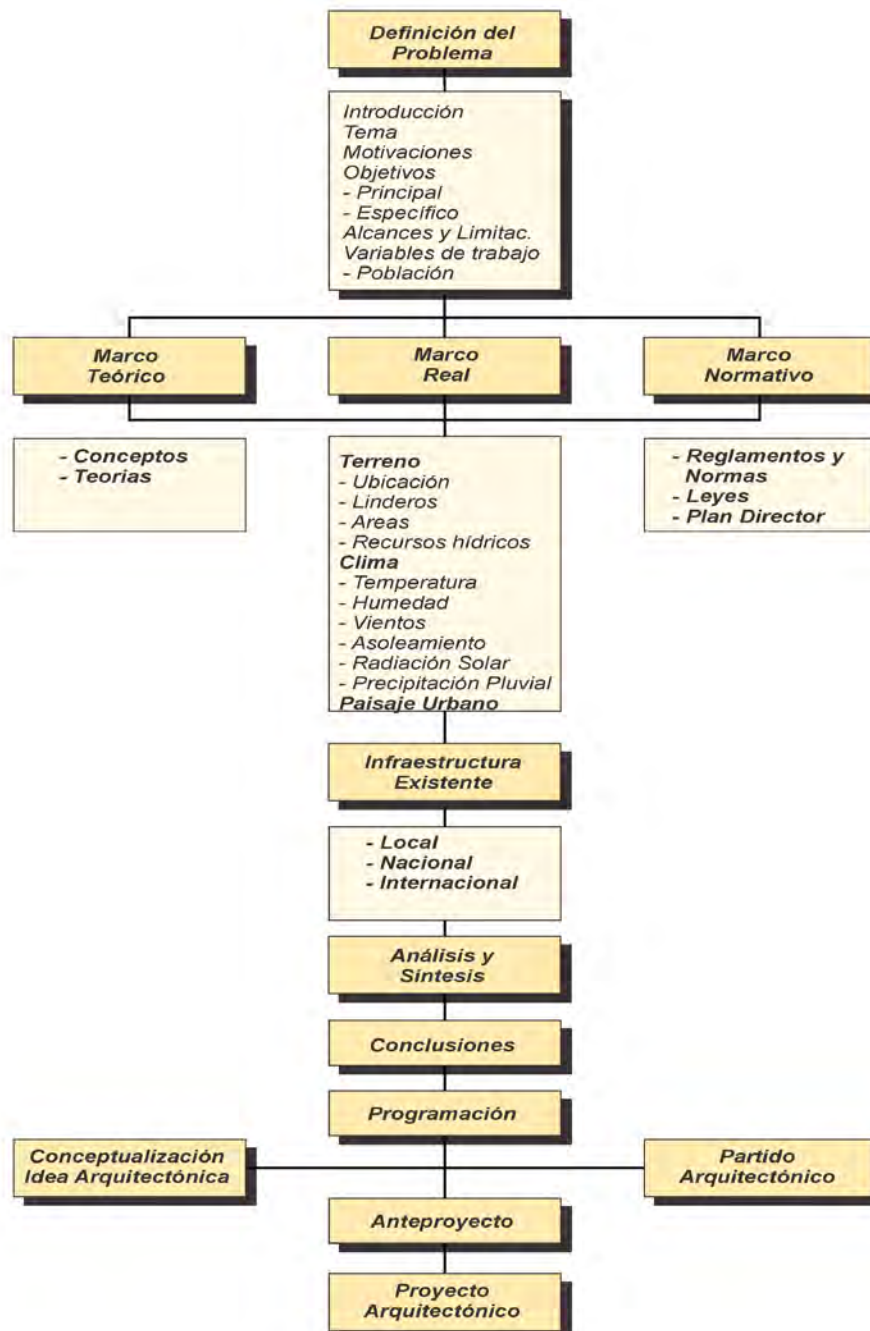 Definición del
Problema
Introducción
Tema
Motivaciones
Objetivos
- Principal
- Específico
Alcances y Limitac.
Variables de trabajo
- Población
Marco
Teórico
Marco
Real
Marco
Normativo
- Conceptos
- Teorias
Terreno
- Ubicación
- Linderos
- Areas
- Recursos hídricos
Clima
- Temperatura
- Humedad
- Vientos
- Asoleamiento
- Radiación Solar
- Precipitación Pluvial
Paisaje Urbano
- Reglamentos y
Normas
- Leyes
- Plan Director
Infraestructura
Existente
- Local
- Nacional
- Internacional
Análisis y
Síntesis
Conclusiones
Programación
Conceptualización
Idea Arquitectónica
Partido
Arquitectónico
Anteproyecto
Proyecto
Arquitectónico